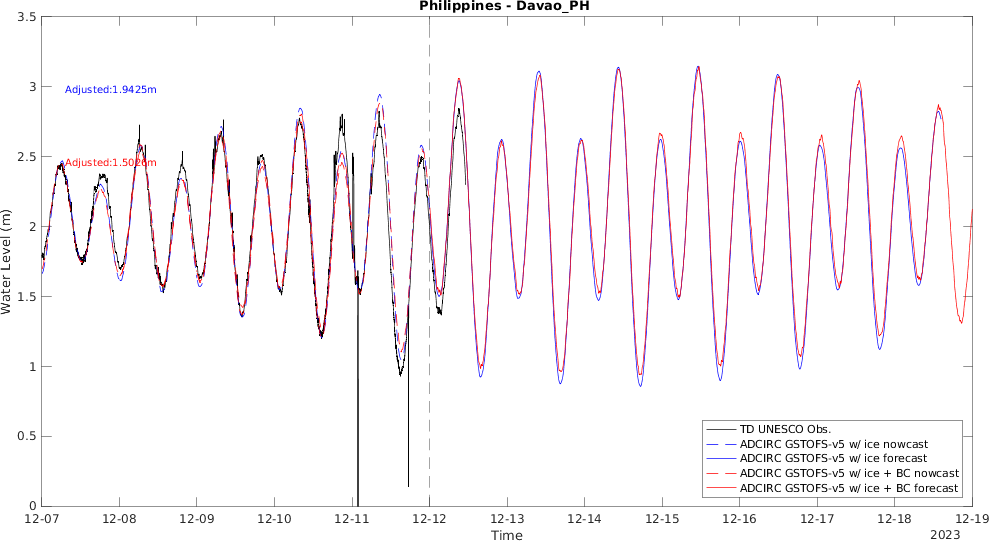 Philippines - Davao_PH
3.5
3
2.5
2
1.5
1
0.5
0
Water Level (m)
Adjusted:1.9425m
TD UNESCO Obs.
ADCIRC GSTOFS-v5 w/ ice nowcast
ADCIRC GSTOFS-v5 w/ ice forecast
ADCIRC GSTOFS-v5 w/ ice + BC nowcast
ADCIRC GSTOFS-v5 w/ ice + BC forecast
12-07 12-08 12-09 12-10 12-11 12-12 12-13 12-14 12-15 12-16 12-17 12-18 12-19
Time
2023